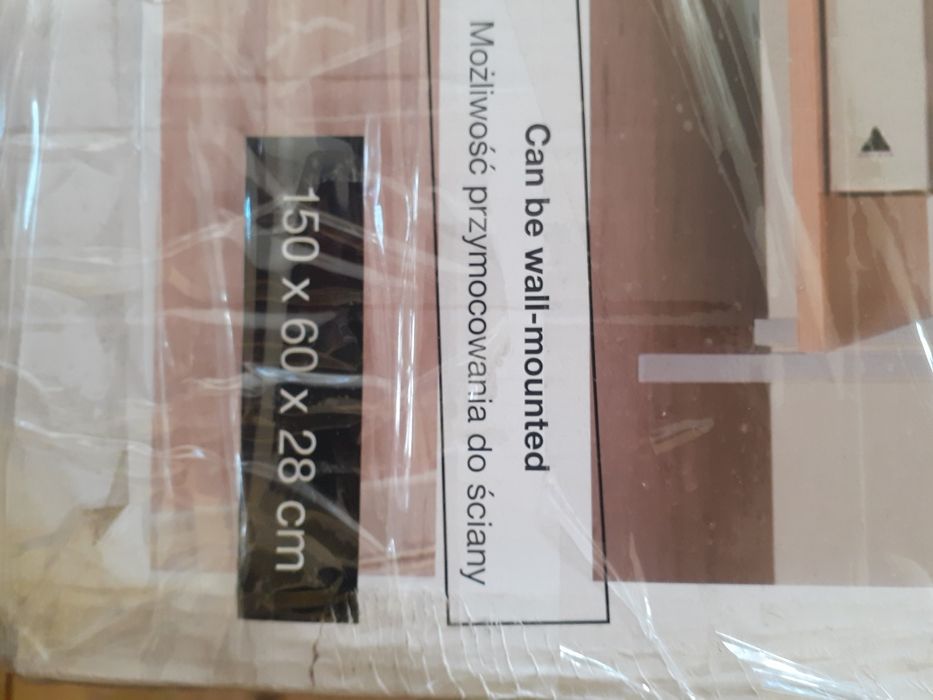 Can be wall-mounted
Możliwość przymocowania do ściany
150 x 60 x 28 cm